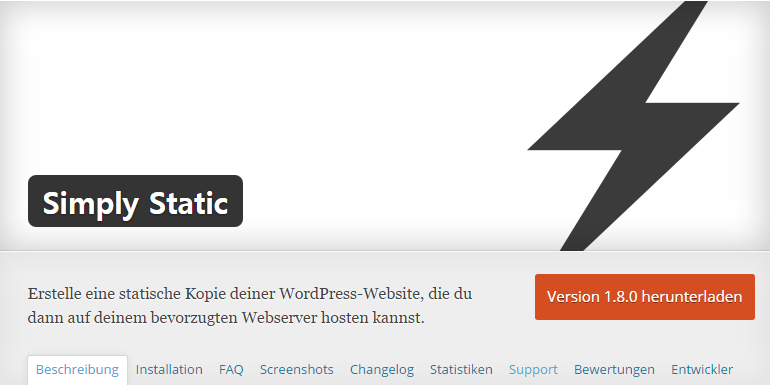 Simply Static
Erstelle eine statische Kopie deiner WordPress-Website, die du
dann auf deinem bevorzugten Webserver hosten kannst.
Version 1.8.0 herunterladen
Beschreibung Installation FAQ Screenshots Changelog Statistiken Support Bewertungen Entwickler